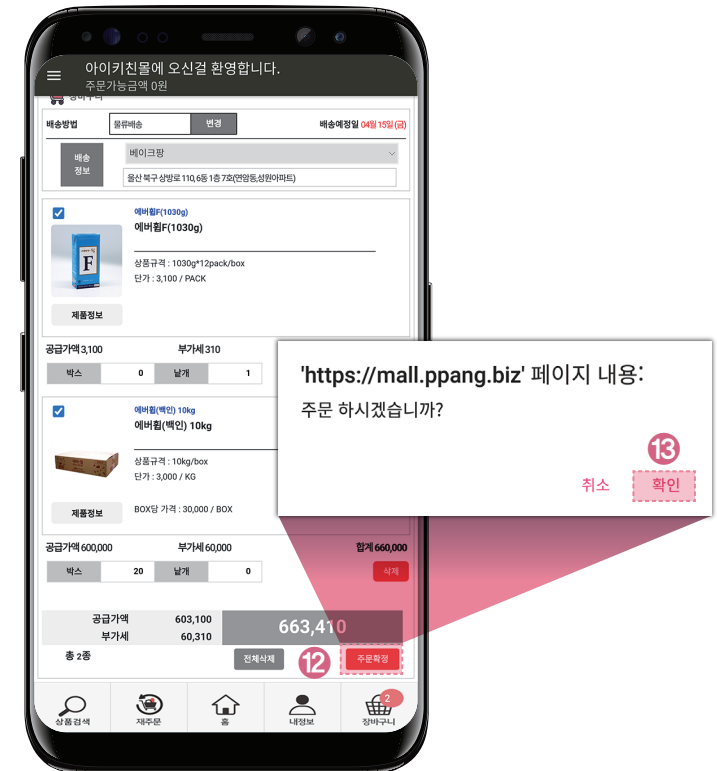 아이키친몰에 오신걸 환영합니다.
주문가능금액 0원
장바구니
배송방법 물류배송 변경 배송예정일 04월 15일 (금)
배송 정보 베이크팡
울산 북구 상방로 110, 6동 1층 7호(연암동,성원아파트)
에버휩F(1030g)
에버휩F(1030g)
F
상품규격 : 1030g*12pack/box
단가 : 3,100 / PACK
제품정보
공급가액 3,100 부가세 310
박스 0 낱개 1
에버휩(백인) 10kg
에버휩(백인) 10kg
상품규격 : 10kg/box
단가 : 3,000 / KG
제품정보
BOX당 가격 : 30,000 / BOX
공급가액 600,000 부가세 60,000 합계 660,000
박스 20 낱개 0 삭제
공급가액 603,100 663,410
부가세 60,310
총 2종 전체삭제 12 주문확정
상품검색 재주문 홈 내정보 2 장바구니
'https://mall.ppang.biz' 페이지 내용:
주문 하시겠습니까?
13
취소 확인